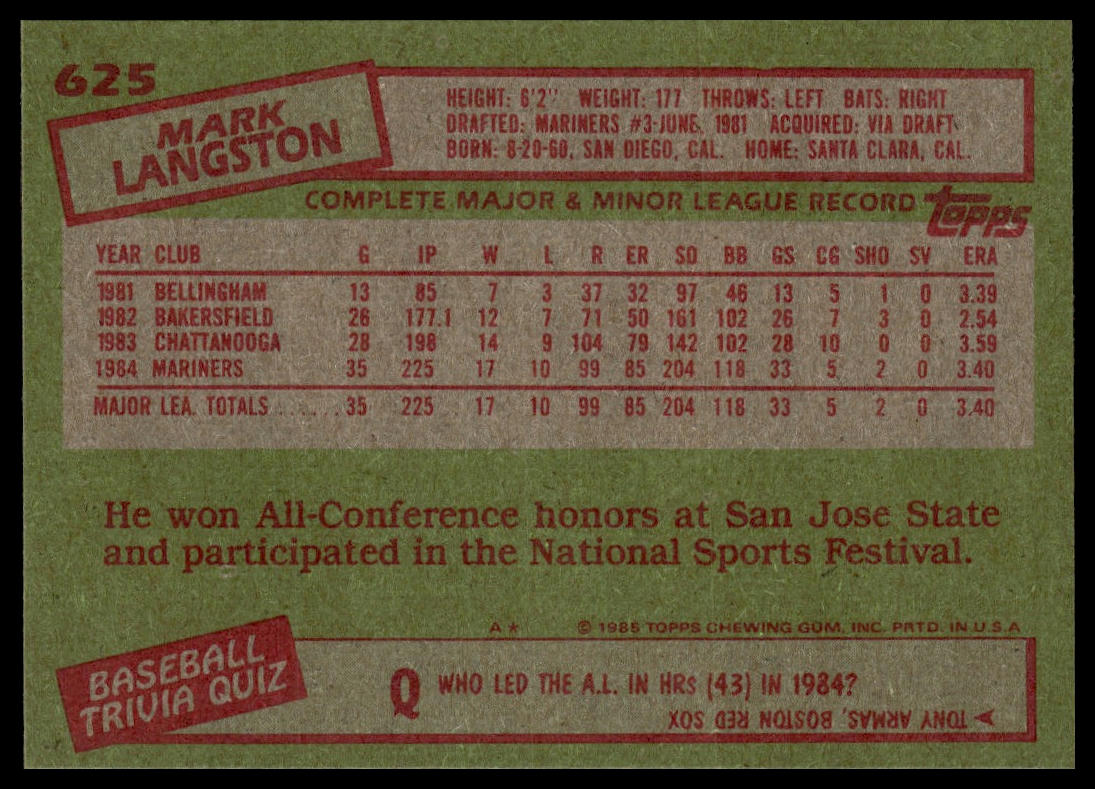 625
MARK
LANGSTON
HEIGHT: 6'2" WEIGHT: 177 THROWS: LEFT BATS: RIGHT
DRAFTED: MARINERS #3-JUNE, 1981 ACQUIRED: VIA DRAFT
BORN: 8-20-60, SAN DIEGO, CAL. HOME: SANTA CLARA, CAL.
COMPLETE MAJOR & MINOR LEAGUE RECORD topps
YEAR CLUB G IP W L R ER SO BB GS CG SHO SV ERA
1981 BELLINGHAM 13 85 7 3 37 32 97 46 13 5 1 0 3.39
1982 BAKERSFIELD 26 177.1 12 7 71 50 161 102 26 7 3 0 2.54
1983 CHATTANOOGA 28 198 14 9 104 79 142 102 28 10 0 0 3.59
1984 MARINERS 35 225 17 10 99 85 204 118 33 5 2 0 3.40
MAJOR LEA. TOTALS ....... 35 225 17 10 99 85 204 118 33 5 2 0 3.40
He won All-Conference honors at San Jose State
and participated in the National Sports Festival.
A* © 1985 TOPPS CHEWING GUM, INC. PRTD. IN U.S.A
BASEBALL
TRIVIA QUIZ
Q WHO LED THE A.L. IN HRs (43) IN 1984?
TONY ARMAS, BOSTON RED SOX